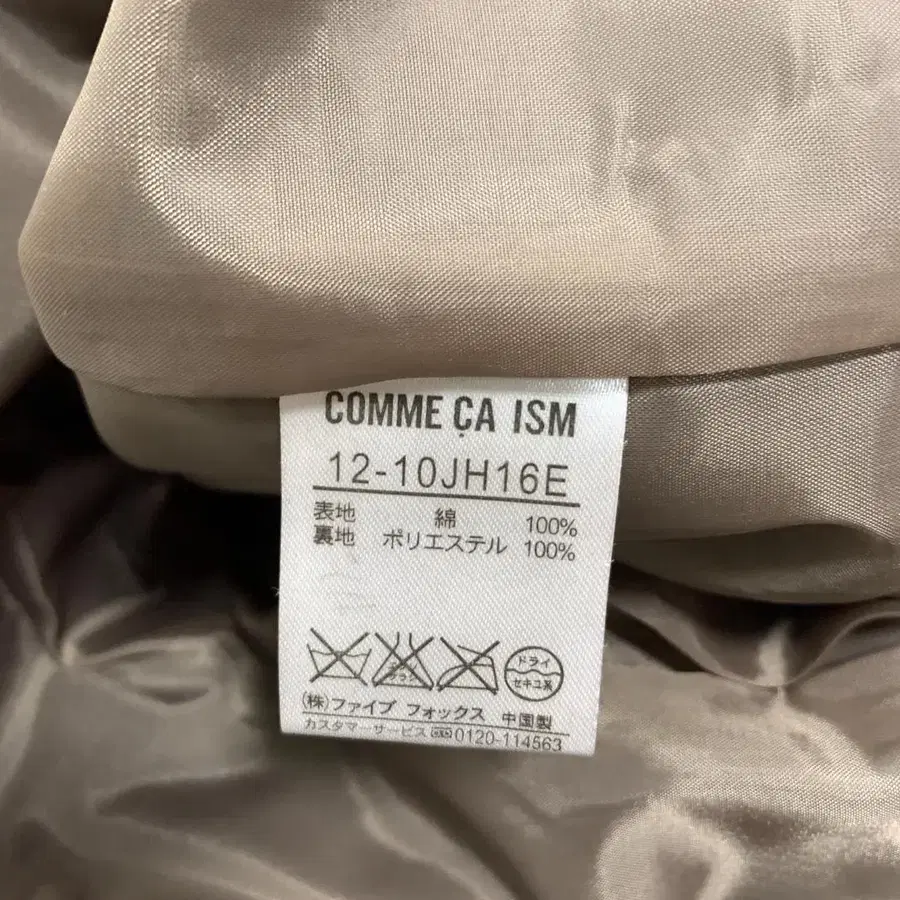 COMME ÇA ISM
12-10JH16E
表地 綿 100%
裏地 ポリエステル 100%
ドライ
セキユ系
(株)ファイブ フォックス 中国製
カスタマーサービス 0120-114563